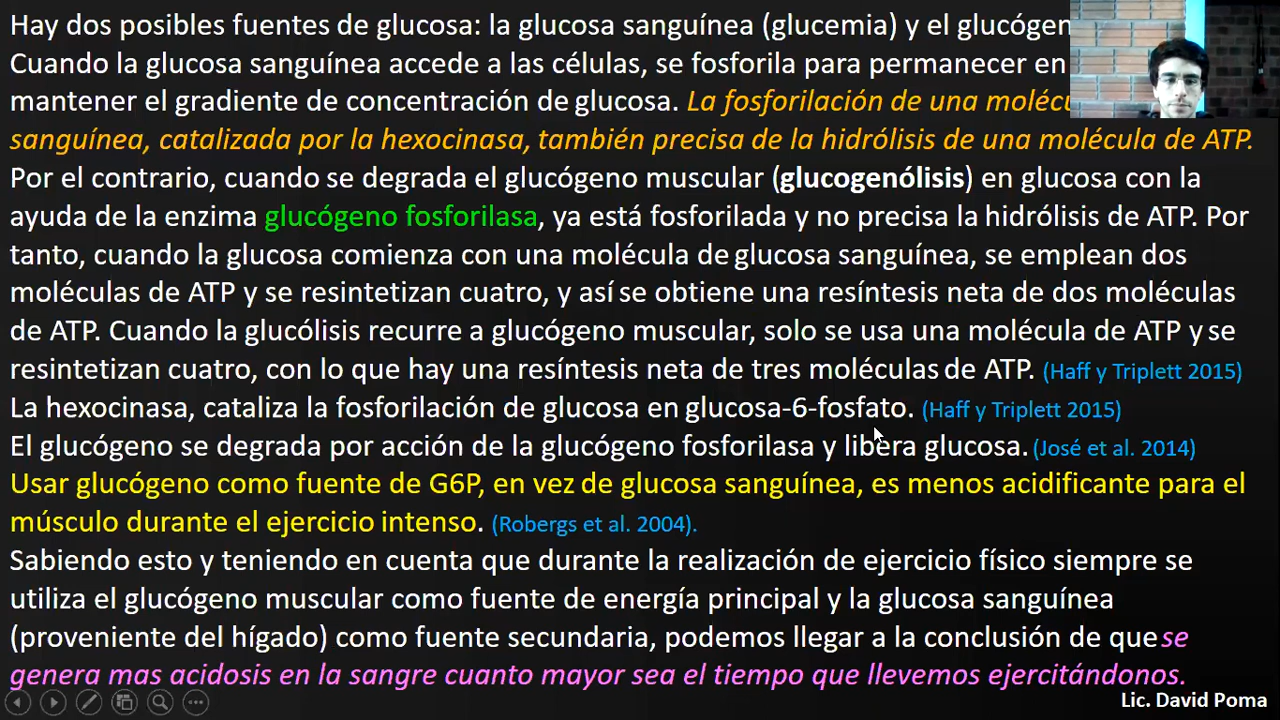 Hay dos posibles fuentes de glucosa: la glucosa sanguínea (glucemia) y el glucógen
Cuando la glucosa sanguínea accede a las células, se fosforila para permanecer en
mantener el gradiente de concentración de glucosa. La fosforilación de una
sanguínea, catalizada por la hexocinasa, también precisa de la hidrólisis de una molécula de ATP.
Por el contrario, cuando se degrada el glucógeno muscular (glucogenólisis) en glucosa con la
ayuda de la enzima glucógeno fosforilasa, ya está fosforilada y no precisa la hidrólisis de ATP. Por
tanto, cuando la glucosa comienza con una molécula de glucosa sanguínea, se emplean dos
moléculas de ATP y se resintetizan cuatro, y así se obtiene una resíntesis neta de dos moléculas
de ATP. Cuando la glucólisis recurre a glucógeno muscular, solo se usa una molécula de ATP y se
resintetizan cuatro, con lo que hay una resíntesis neta de tres moléculas de ATP. (Haff y Triplett 2015)
La hexocinasa, cataliza la fosforilación de glucosa en glucosa-6-fosfato. (Haff y Triplett 2015)
El glucógeno se degrada por acción de la glucógeno fosforilasa y libera glucosa. (José et al. 2014)
Usar glucógeno como fuente de G6P, en vez de glucosa sanguínea, es menos acidificante para el
músculo durante el ejercicio intenso. (Robergs et al. 2004).
Sabiendo esto y teniendo en cuenta que durante la realización de ejercicio físico siempre se
utiliza el glucógeno muscular como fuente de energía principal y la glucosa sanguínea
(proveniente del hígado) como fuente secundaria, podemos llegar a la conclusión de que se
genera mas acidosis en la sangre cuanto mayor sea el tiempo que llevemos ejercitándonos.
Lic. David Poma